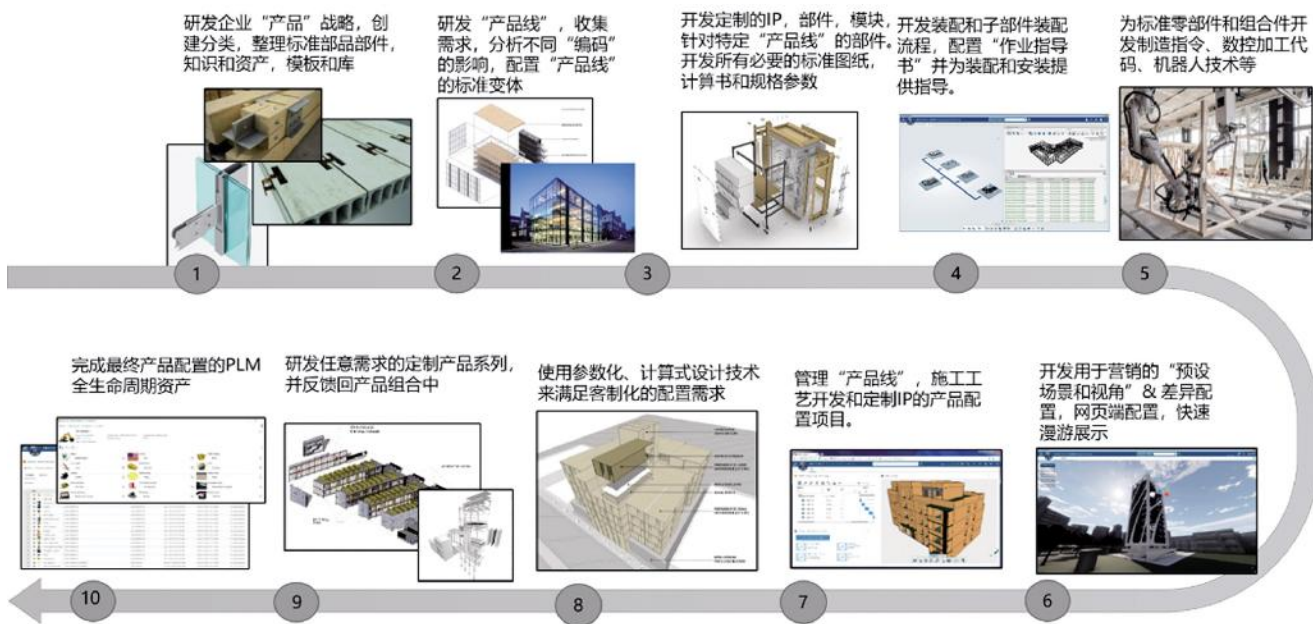 研发企业“产品”战略，创
建分类，整理标准部品部件，
知识和资产，模板和库
研发“产品线”，收集
需求，分析不同“编码”
的影响，配置“产品线”
的标准变体
开发定制的IP，部件，模块，
针对特定“产品线”的部件。
开发所有必要的标准图纸，
计算书和规格参数
开发装配和子部件装配
流程，配置“作业指导
书”并为装配和安装提
供指导。
为标准零部件和组合件开
发制造指令、数控加工代
码、机器人技术等
1
2
3
4
5
完成最终产品配置的PLM
全生命周期资产
研发任意需求的定制产品系列，
并反馈回产品组合中
使用参数化、计算式设计技术
来满足客制化的配置需求
管理“产品线”，施工工
艺开发和定制IP的产品配
置项目。
开发用于营销的“预设
场景和视角”& 差异配
置，网页端配置，快速
漫游展示
10
9
8
7
6